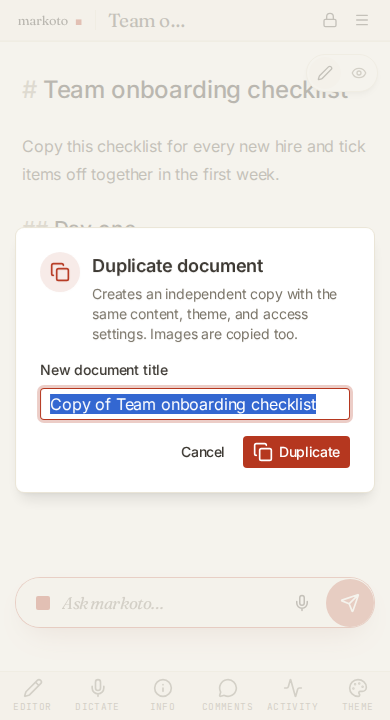 markoto
Team o...
# Team onboarding checklist
Copy this checklist for every new hire and tick
items off together in the first week.
## Day one
Duplicate document
Creates an independent copy with the
same content, theme, and access
settings. Images are copied too.
New document title
Copy of Team onboarding checklist
Cancel
Duplicate
Ask markoto...
EDITOR
DICTATE
INFO
COMMENTS
ACTIVITY
THEME